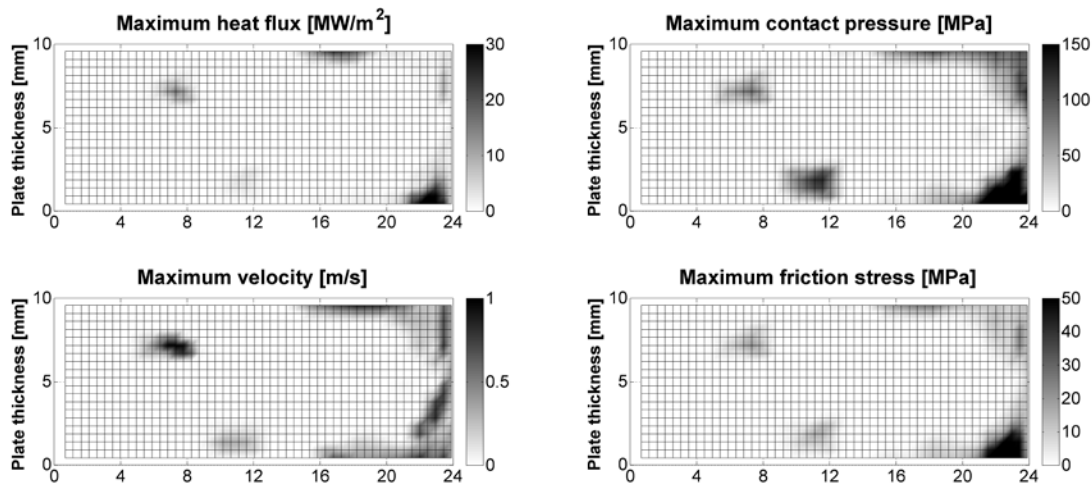 Maximum heat flux [MW/m²]
Plate thickness [mm]
10
5
0
0 4 8 12 16 20 24
30
20
10
0
Maximum contact pressure [MPa]
Plate thickness [mm]
10
5
0
0 4 8 12 16 20 24
150
100
50
0
Maximum velocity [m/s]
Plate thickness [mm]
10
5
0
0 4 8 12 16 20 24
1
0.5
0
Maximum friction stress [MPa]
Plate thickness [mm]
10
5
0
0 4 8 12 16 20 24
50
40
30
20
10
0